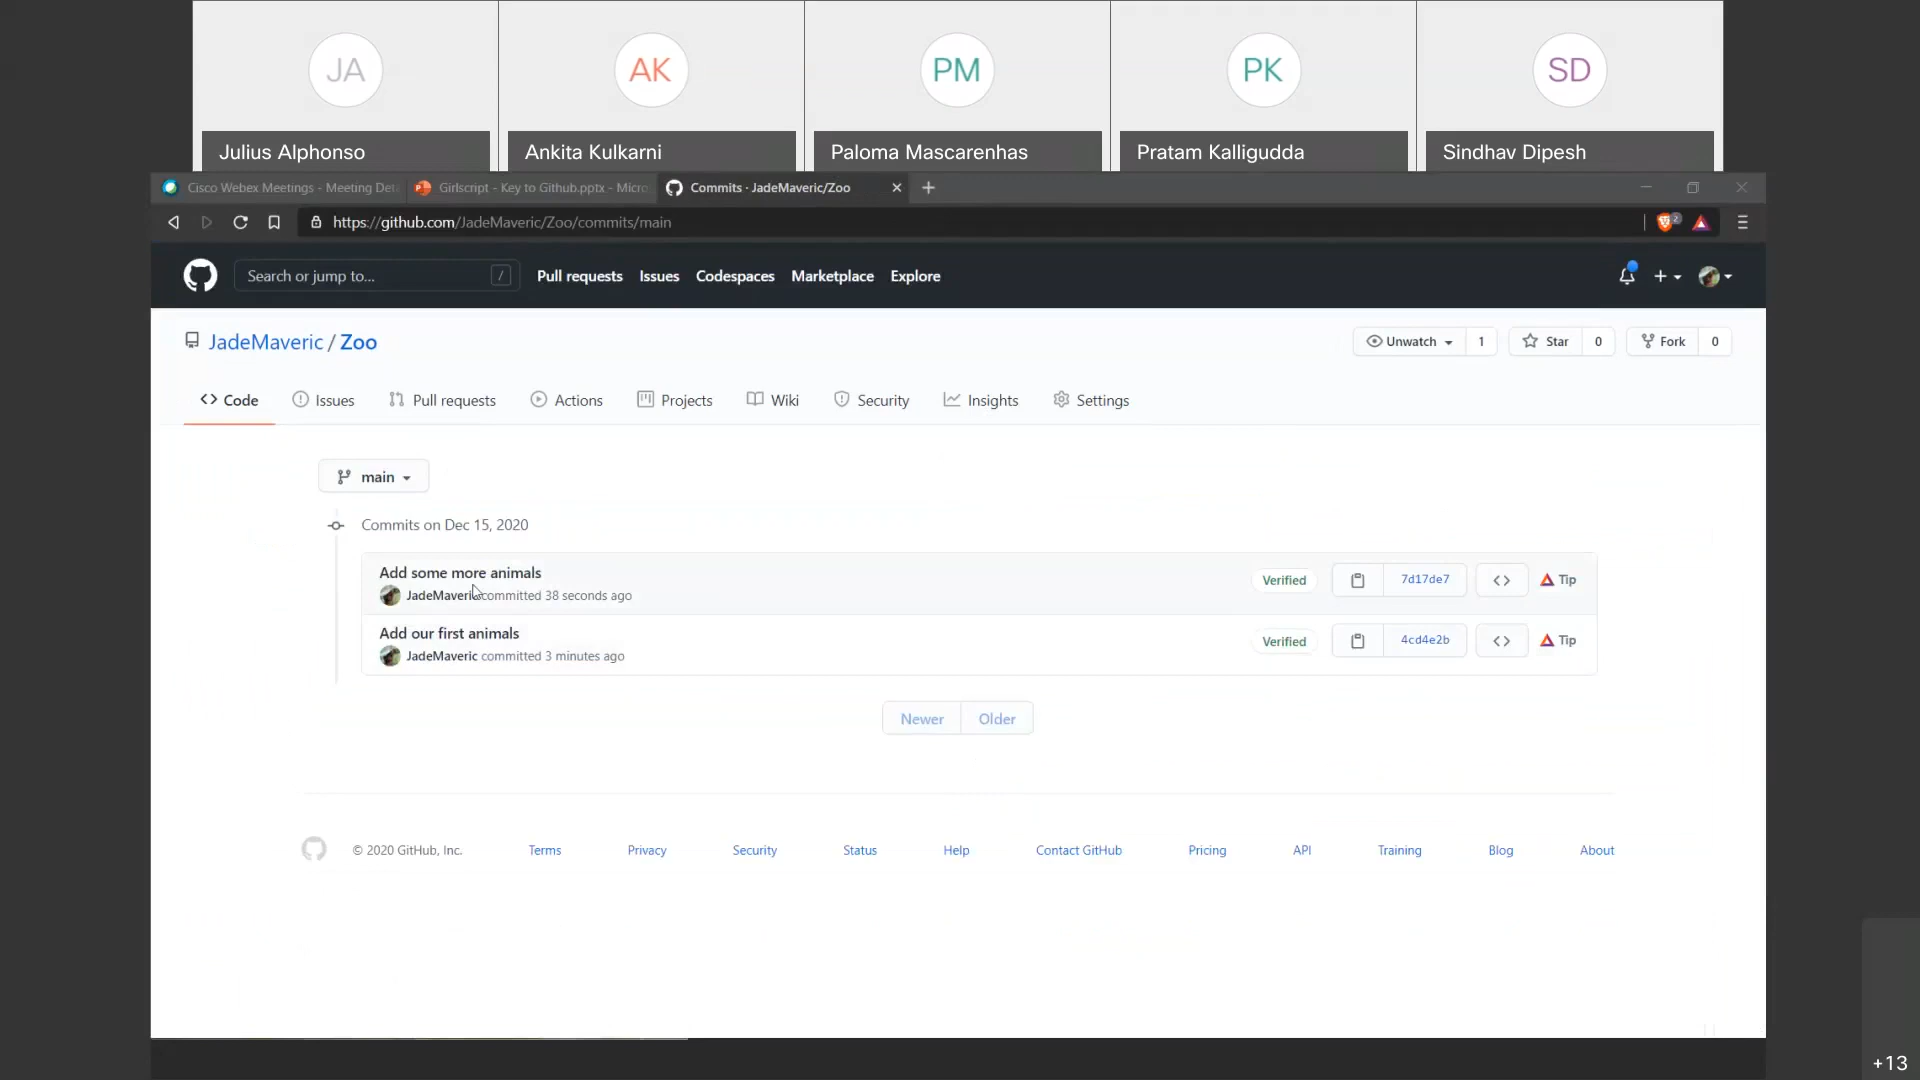 JA
AK
PM
PK
SD
Julius Alphonso
Ankita Kulkarni
Paloma Mascarenhas
Pratam Kalligudda
Sindhav Dipesh
Cisco Webex Meetings - Meeting Det
Girlscript - Key to Github.pptx - Micro
Commits · JadeMaveric/Zoo
https://github.com/JadeMaveric/Zoo/commits/main
2
Search or jump to... /
Pull requests Issues Codespaces Marketplace Explore
JadeMaveric / Zoo
Unwatch 1 Star 0 Fork 0
Code Issues Pull requests Actions Projects Wiki Security Insights Settings
main
Commits on Dec 15, 2020
Add some more animals
JadeMaveric committed 38 seconds ago
Verified 7d17de7 Tip
Add our first animals
JadeMaveric committed 3 minutes ago
Verified 4cd4e2b Tip
Newer Older
© 2020 GitHub, Inc. Terms Privacy Security Status Help Contact GitHub Pricing API Training Blog About
+13